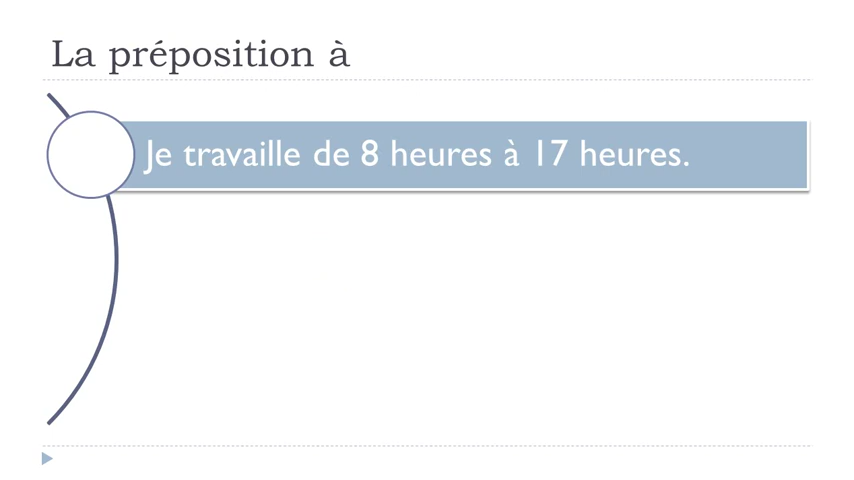 La préposition à
Je travaille de 8 heures à 17 heures.